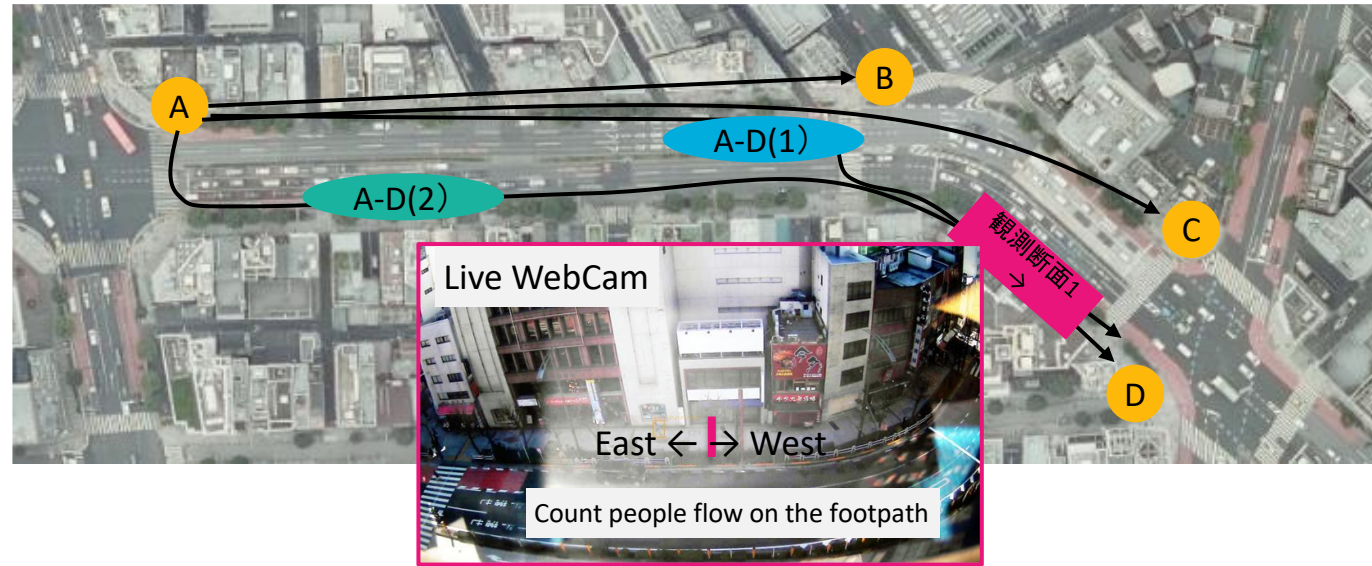 A
B
A-D(1）
A-D(2）
C
観測断面1
→
D
Live WebCam
East ← → West
Count people flow on the footpath